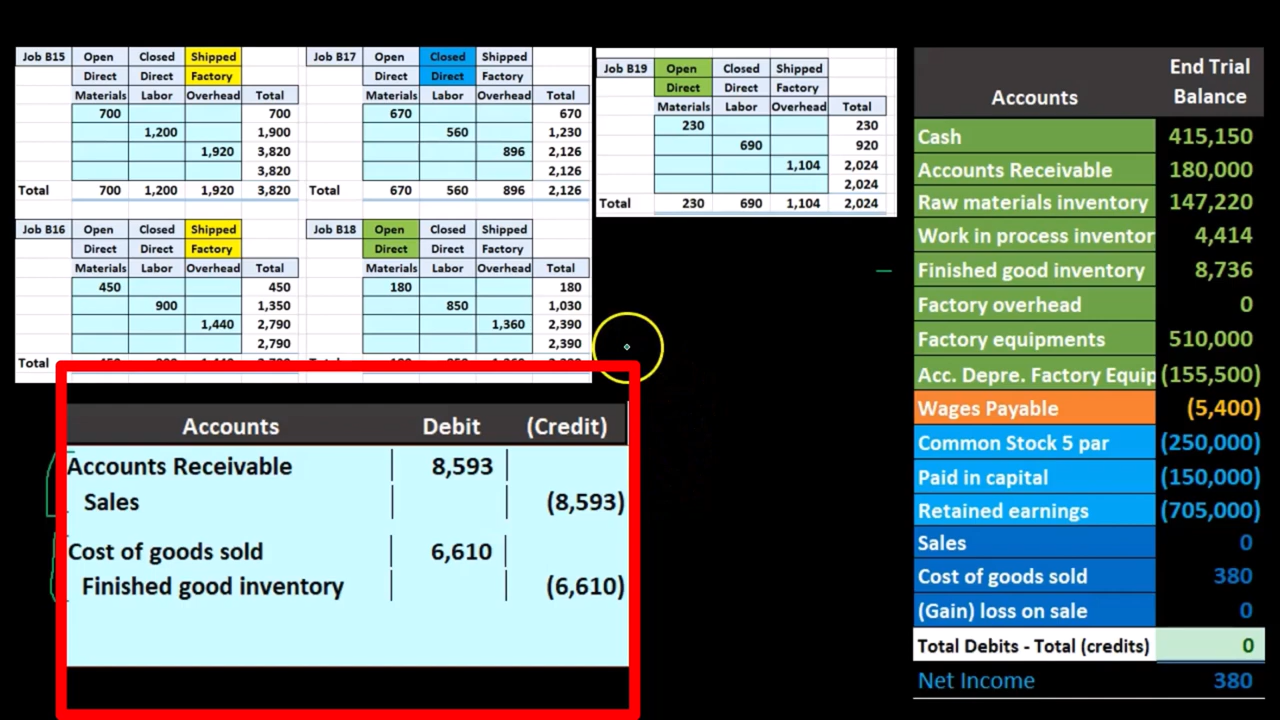 Job B15 Open Closed Shipped
Direct Direct Factory
Materials Labor Overhead Total
700 700
1,200 1,900
1,920 3,820
3,820
Total 700 1,200 1,920 3,820
Job B17 Open Closed Shipped
Direct Direct Factory
Materials Labor Overhead Total
670 670
560 1,230
896 2,126
2,126
Total 670 560 896 2,126
Job B19 Open Closed Shipped
Direct Direct Factory
Materials Labor Overhead Total
230 230
690 920
1,104 2,024
2,024
Total 230 690 1,104 2,024
Job B16 Open Closed Shipped
Direct Direct Factory
Materials Labor Overhead Total
450 450
900 1,350
1,440 2,790
2,790
Total
Job B18 Open Closed Shipped
Direct Direct Factory
Materials Labor Overhead Total
180 180
850 1,030
1,360 2,390
2,390
Total
Accounts Debit (Credit)
Accounts Receivable 8,593
Sales (8,593)
Cost of goods sold 6,610
Finished good inventory (6,610)
Accounts End Trial Balance
Cash 415,150
Accounts Receivable 180,000
Raw materials inventory 147,220
Work in process inventor 4,414
Finished good inventory 8,736
Factory overhead 0
Factory equipments 510,000
Acc. Depre. Factory Equip (155,500)
Wages Payable (5,400)
Common Stock 5 par (250,000)
Paid in capital (150,000)
Retained earnings (705,000)
Sales 0
Cost of goods sold 380
(Gain) loss on sale 0
Total Debits - Total (credits) 0
Net Income 380